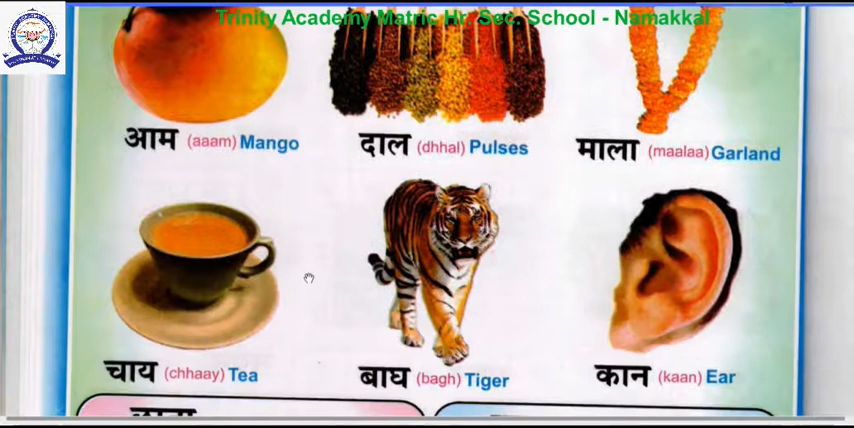 Trinity Academy Matric Hr. Sec. School - Namakkal
आम (aaam) Mango
दाल (dhhal) Pulses
माला (maalaa) Garland
चाय (chhaay) Tea
बाघ (bagh) Tiger
कान (kaan) Ear